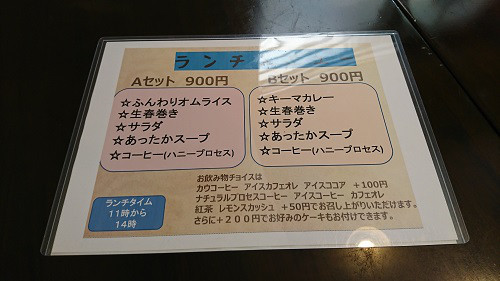 ランチ
Aセット 900円
☆ふんわりオムライス
☆生春巻き
☆サラダ
☆あったかスープ
☆コーヒー(ハニープロセス)
Bセット 900円
☆キーマカレー
☆生春巻き
☆サラダ
☆あったかスープ
☆コーヒー(ハニープロセス)
お飲み物チョイスは
カウコーヒー アイスカフェオレ アイスココア +100円
ナチュラルプロセスコーヒー アイスコーヒー カフェオレ
紅茶 レモンスカッシュ +50円でお召し上がりいただけます。
さらに+200円でお好みのケーキもお付けできます。
ランチタイム
11時から
14時